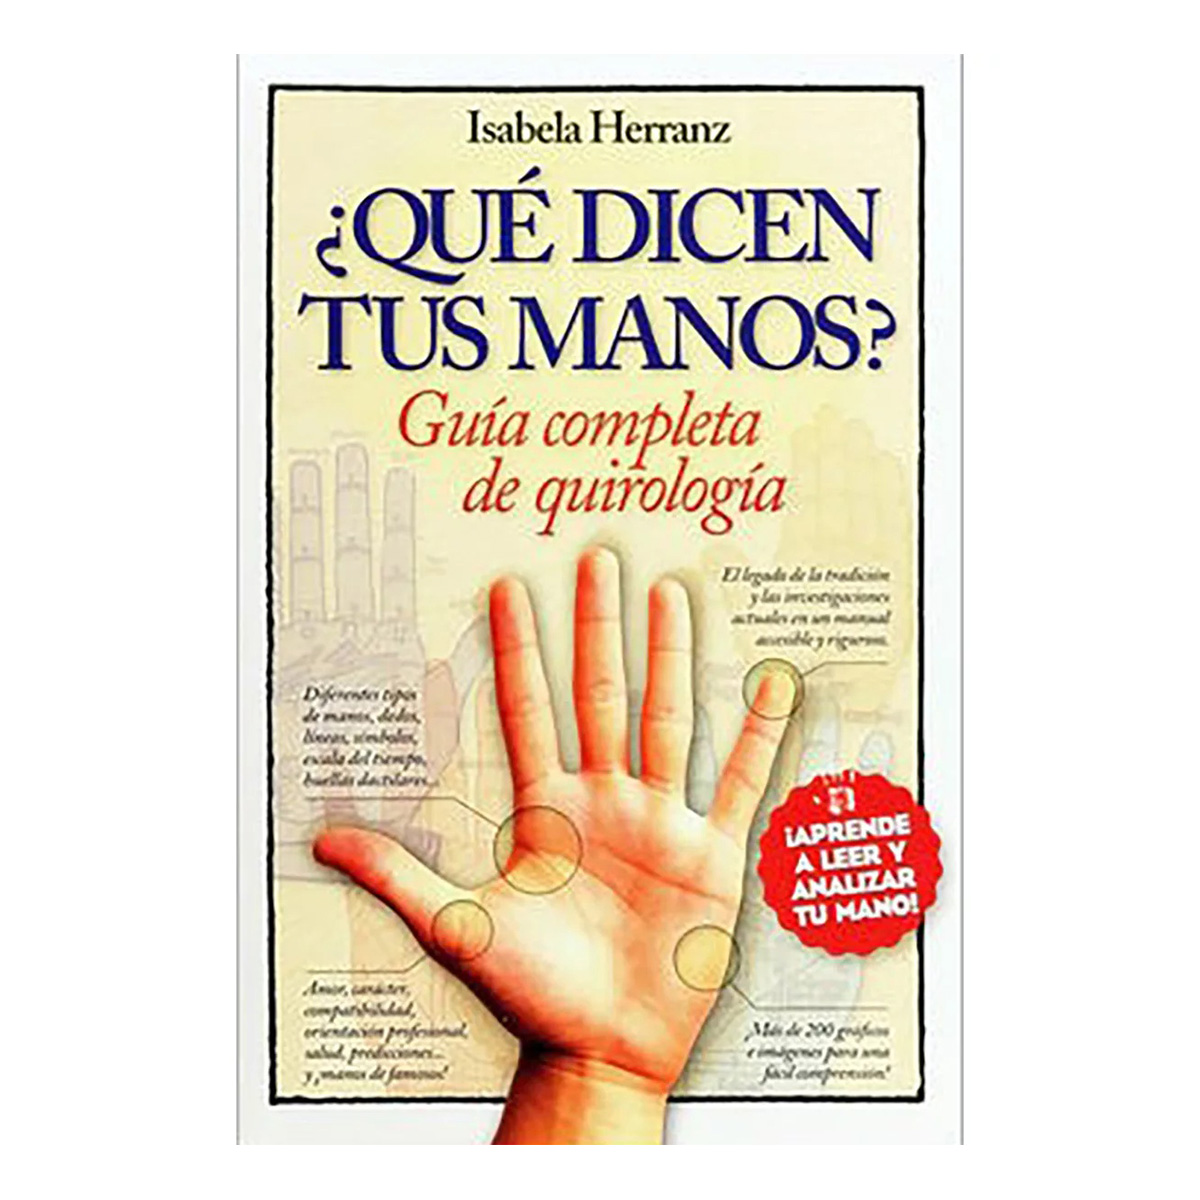 Isabela Herranz
¿QUÉ DICEN
TUS MANOS?
Guía completa
de quirología
El legado de la tradición
y las investigaciones
actuales en un manual
accesible y riguroso.
Diferentes tipos
de manos, dedos,
líneas, símbolos,
escala del tiempo,
huellas dactilares...
¡APRENDE
A LEER Y
ANALIZAR
TU MANO!
Amor, carácter,
compatibilidad,
orientación profesional,
salud, predicciones...
y ¡manos de famosos!
¡Más de 200 gráficos
e imágenes para una
fácil comprensión!